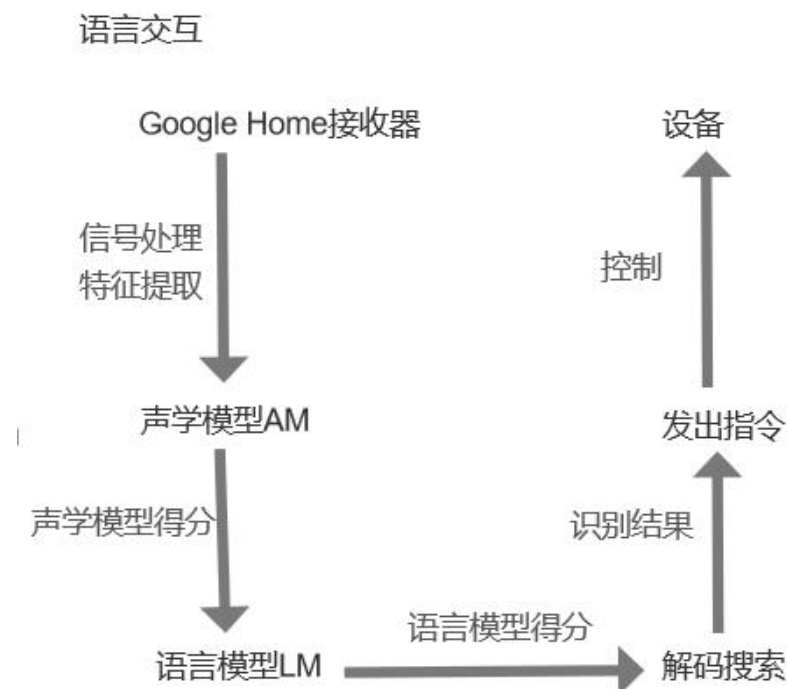 语言交互
Google Home接收器
设备
信号处理
特征提取
控制
声学模型AM
发出指令
声学模型得分
识别结果
语言模型得分
语言模型LM
解码搜索